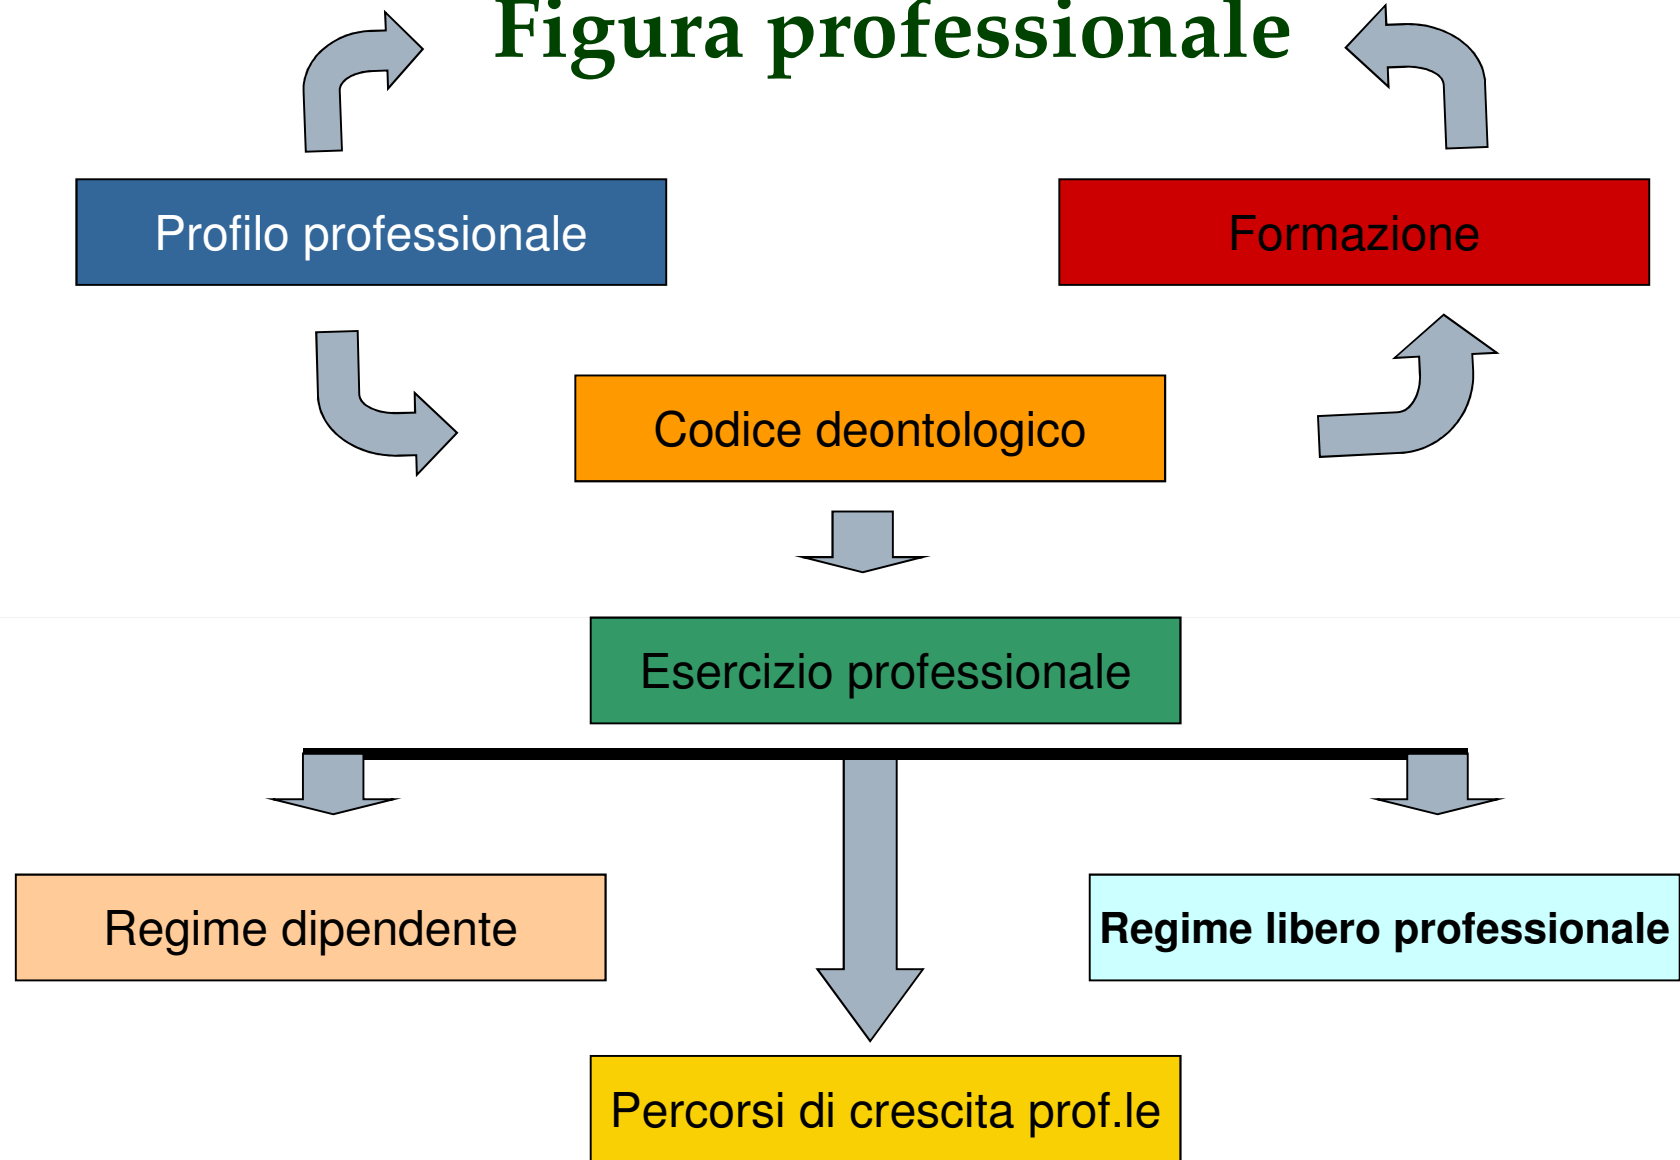 Figura professionale
Profilo professionale
Formazione
Codice deontologico
Esercizio professionale
Regime dipendente
Regime libero professionale
Percorsi di crescita prof.le